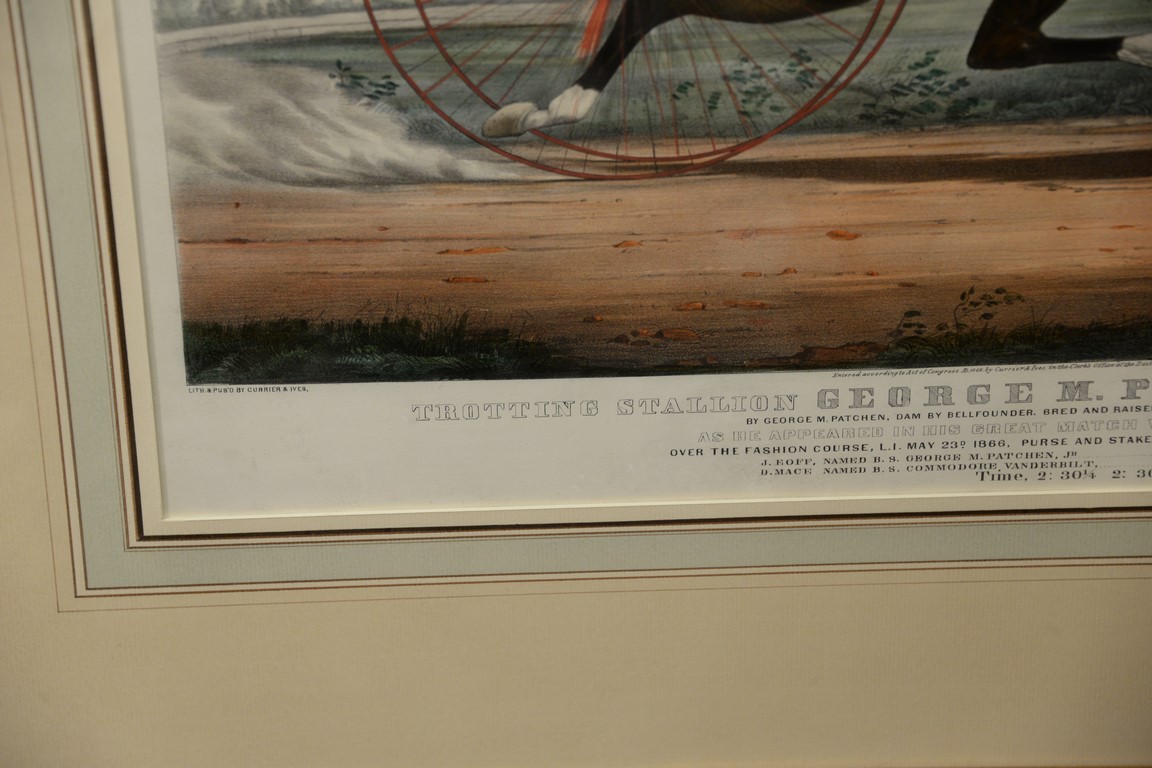 LITH. & PUB'D BY CURRIER & IVES,
Entered according to Act of Congress by Currier & Ives, in the Clerk's Office of the
TROTTING STALLION GEORGE M. P
BY GEORGE M. PATCHEN, DAM BY BELLFOUNDER. BRED AND RAISE
AS HE APPEARED IN HIS GREAT MATCH
OVER THE FASHION COURSE, L.I. MAY 23D 1866, PURSE AND STAKE
J. EOFF, NAMED B. S. GEORGE M. PATCHEN, JR
D. MACE NAMED B. S. COMMODORE VANDERBILT,
Time, 2: 30¼ 2: 30